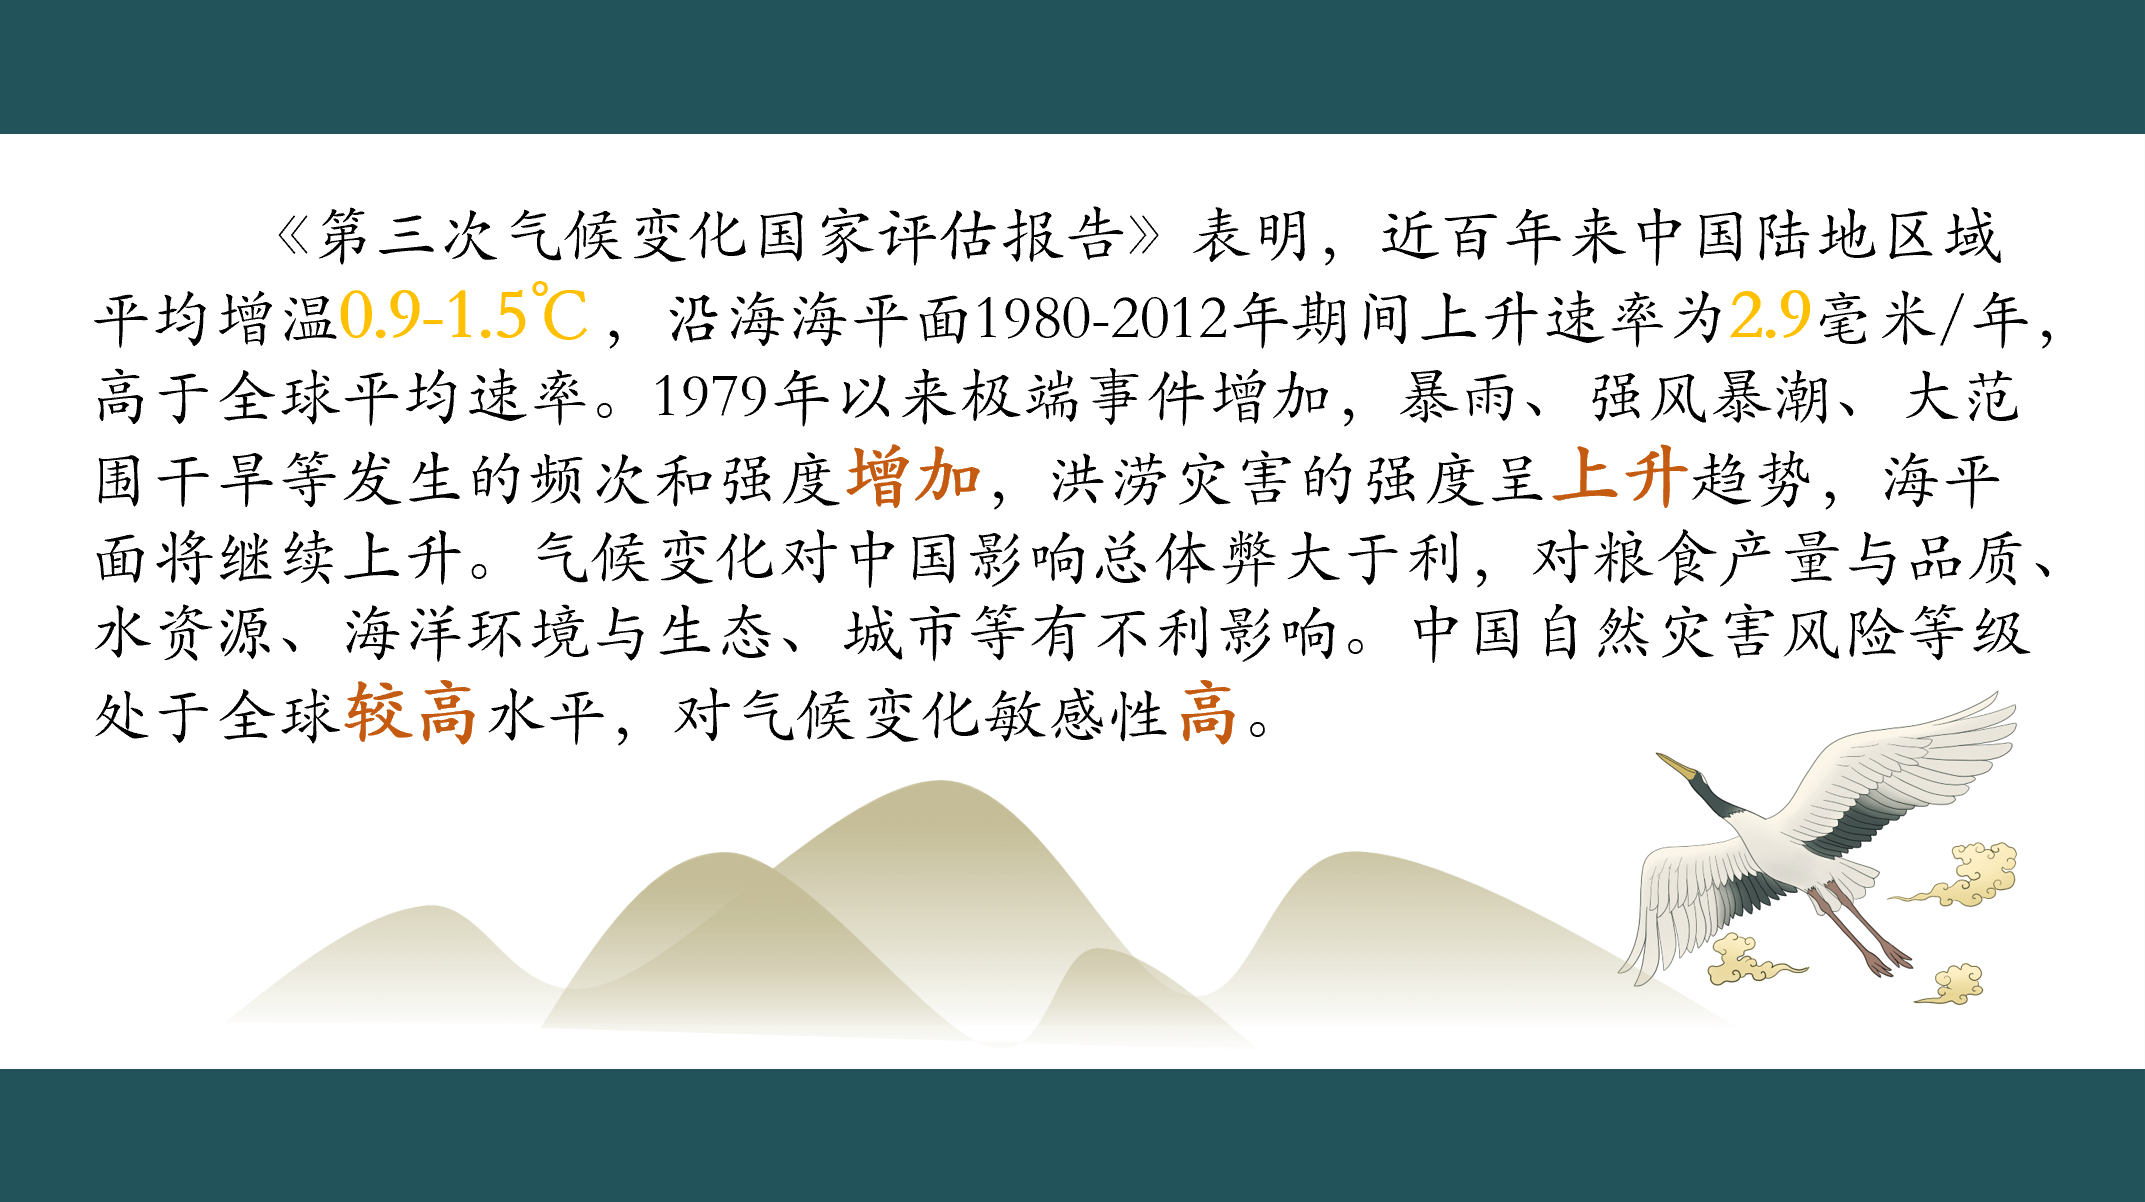 《第三次气候变化国家评估报告》表明，近百年来中国陆地区域
平均增温0.9-1.5℃，沿海海平面1980-2012年期间上升速率为2.9毫米/年，
高于全球平均速率。1979年以来极端事件增加，暴雨、强风暴潮、大范
围干旱等发生的频次和强度增加，洪涝灾害的强度呈上升趋势，海平
面将继续上升。气候变化对中国影响总体弊大于利，对粮食产量与品质、
水资源、海洋环境与生态、城市等有不利影响。中国自然灾害风险等级
处于全球较高水平，对气候变化敏感性高。